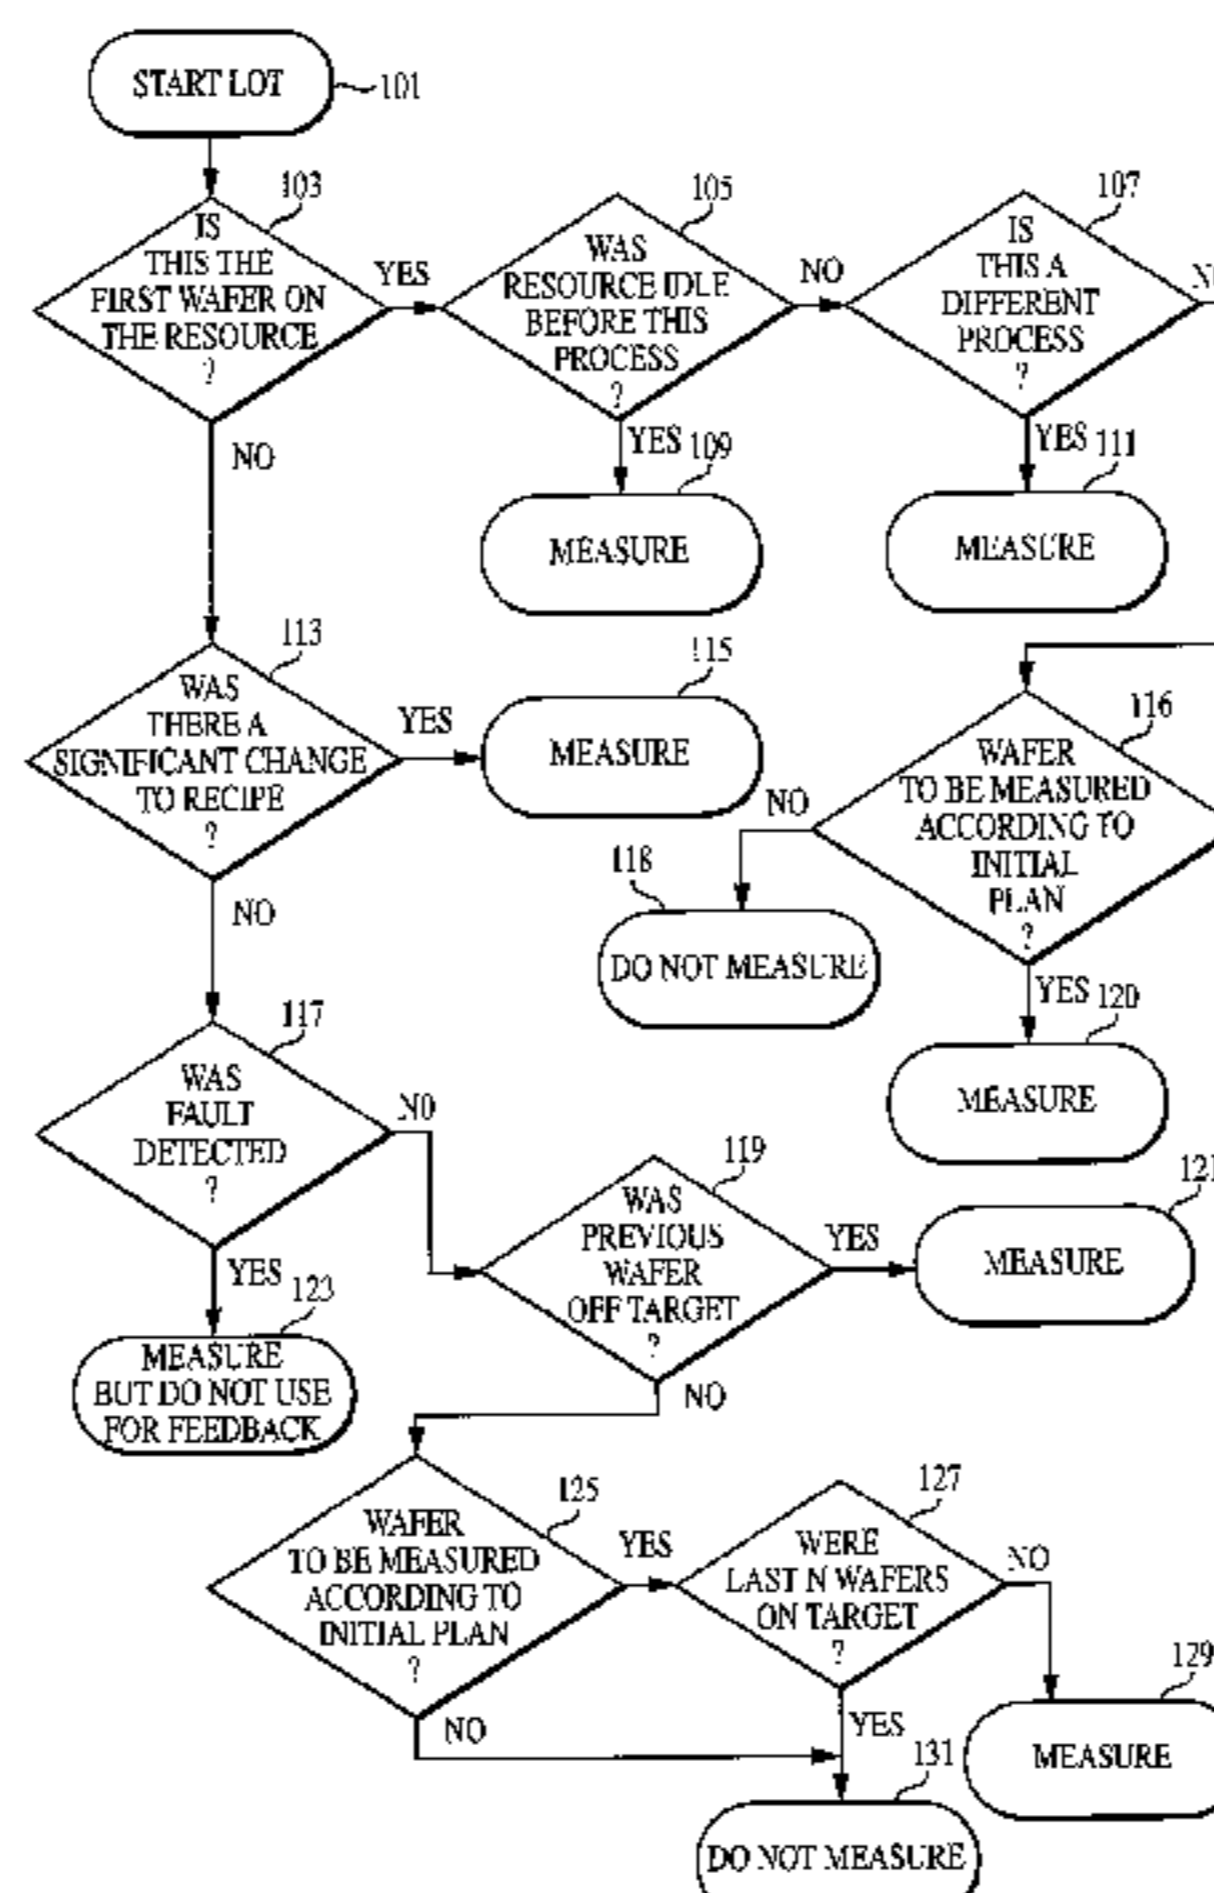 START LOT
101
103
IS
THIS THE
FIRST WAFER ON
THE RESOURCE
?
YES
NO
105
WAS
RESOURCE IDLE
BEFORE THIS
PROCESS
?
NO
YES
107
IS
THIS A
DIFFERENT
PROCESS
?
YES
109
MEASURE
111
MEASURE
113
WAS
THERE A
SIGNIFICANT CHANGE
TO RECIPE
?
YES
NO
115
MEASURE
116
WAFER
TO BE MEASURED
ACCORDING TO
INITIAL
PLAN
?
NO
YES
118
DO NOT MEASURE
120
MEASURE
117
WAS
FAULT
DETECTED
?
NO
YES
119
WAS
PREVIOUS
WAFER
OFF TARGET
?
YES
NO
121
MEASURE
123
MEASURE
BUT DO NOT USE
FOR FEEDBACK
125
WAFER
TO BE MEASURED
ACCORDING TO
INITIAL PLAN
?
YES
NO
127
WERE
LAST N WAFERS
ON TARGET
?
NO
YES
129
MEASURE
131
DO NOT MEASURE